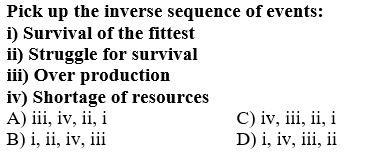 Pick up the inverse sequence of events:
i) Survival of the fittest
ii) Struggle for survival
iii) Over production
iv) Shortage of resources
A) iii, iv, ii, i C) iv, iii, ii, i
B) i, ii, iv, iii D) i, iv, iii, ii